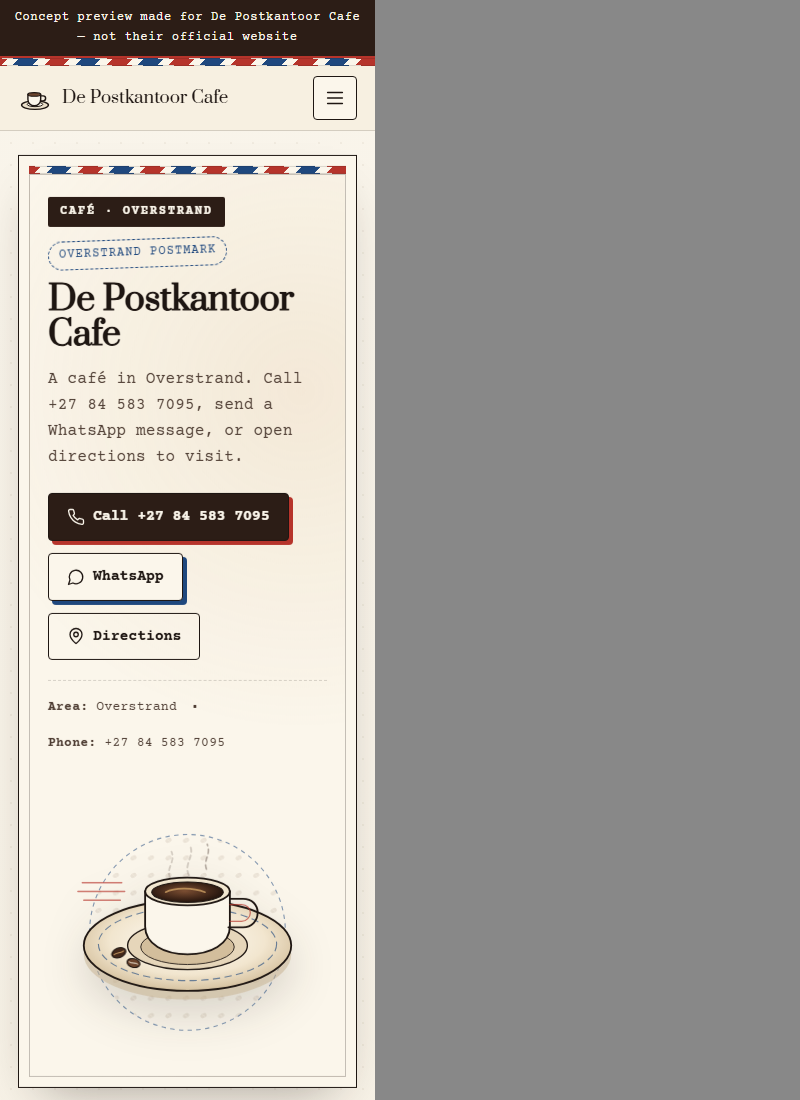 Concept preview made for De Postkantoor Cafe
— not their official website
De Postkantoor Cafe
CAFÉ · OVERSTRAND
OVERSTRAND POSTMARK
De Postkantoor
Cafe
A café in Overstrand. Call
+27 84 583 7095, send a
WhatsApp message, or open
directions to visit.
Call +27 84 583 7095
WhatsApp
Directions
Area: Overstrand •
Phone: +27 84 583 7095